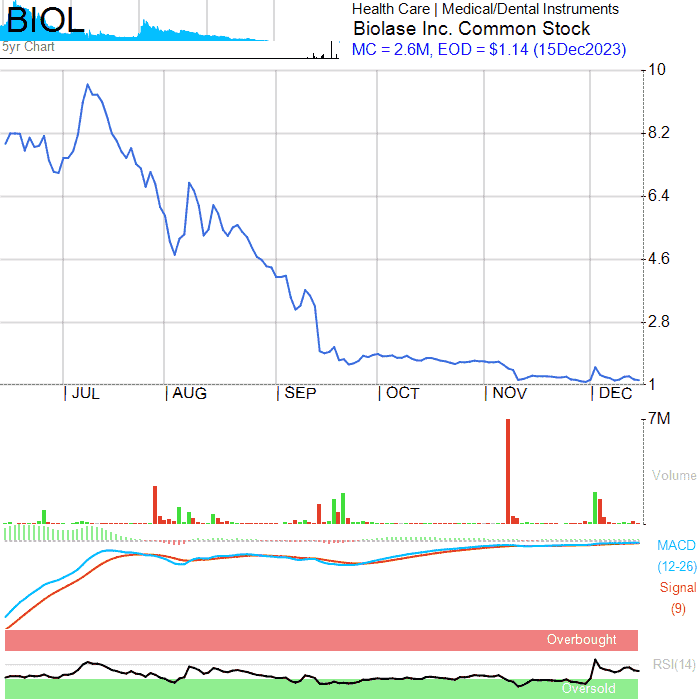 BIOL
5yr Chart
Health Care | Medical/Dental Instruments
Biolase Inc. Common Stock
MC = 2.6M, EOD = $1.14 (15Dec2023)
10
8.2
6.4
4.6
2.8
1
JUL
AUG
SEP
OCT
NOV
DEC
7M
Volume
MACD
(12-26)
Signal
(9)
Overbought
RSI(14)
Oversold